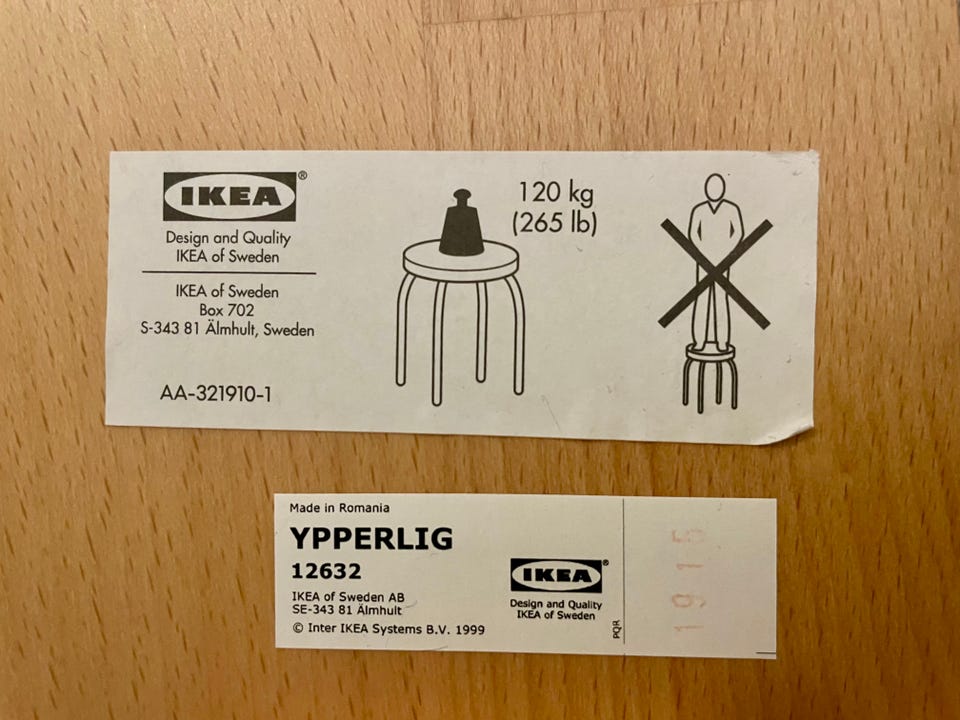 IKEA®
Design and Quality
IKEA of Sweden
IKEA of Sweden
Box 702
S-343 81 Älmhult, Sweden
AA-321910-1
120 kg
(265 lb)
Made in Romania
YPPERLIG
12632
IKEA of Sweden AB
SE-343 81 Älmhult
© Inter IKEA Systems B.V. 1999
IKEA®
Design and Quality
IKEA of Sweden
PQR
1915